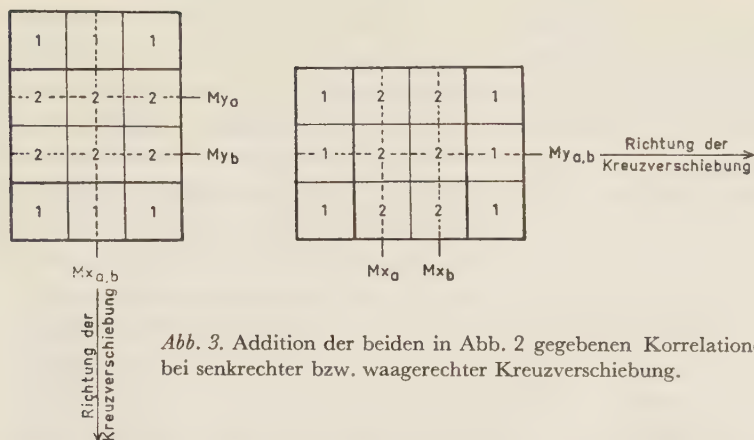 1 1 1
2 2 2 My_a
2 2 2 My_b
1 1 1
Mx_a,b
Richtung der
Kreuzverschiebung
1 2 2 1
1 2 2 1 My_a,b
1 2 2 1
Mx_a Mx_b
Richtung der
Kreuzverschiebung
Abb. 3. Addition der beiden in Abb. 2 gegebenen Korrelatione
bei senkrechter bzw. waagerechter Kreuzverschiebung.